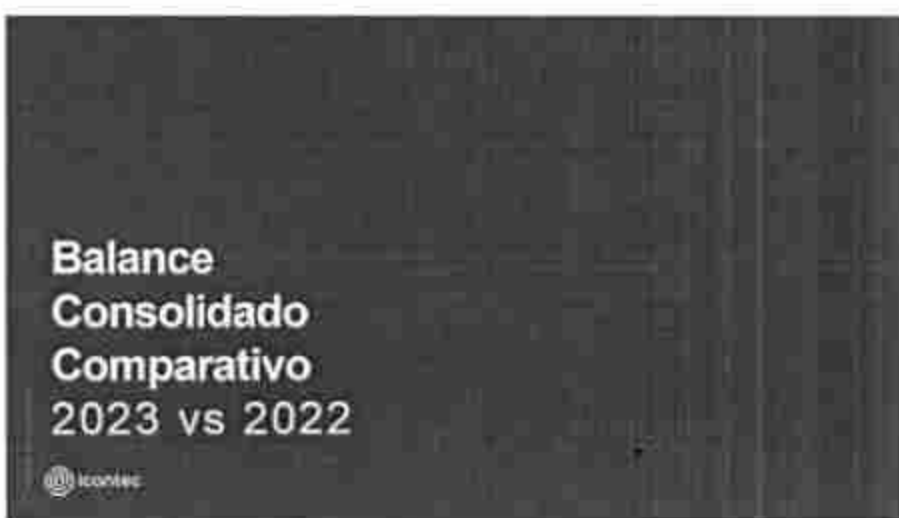 Balance
Consolidado
Comparativo
2023 vs 2022
icontec